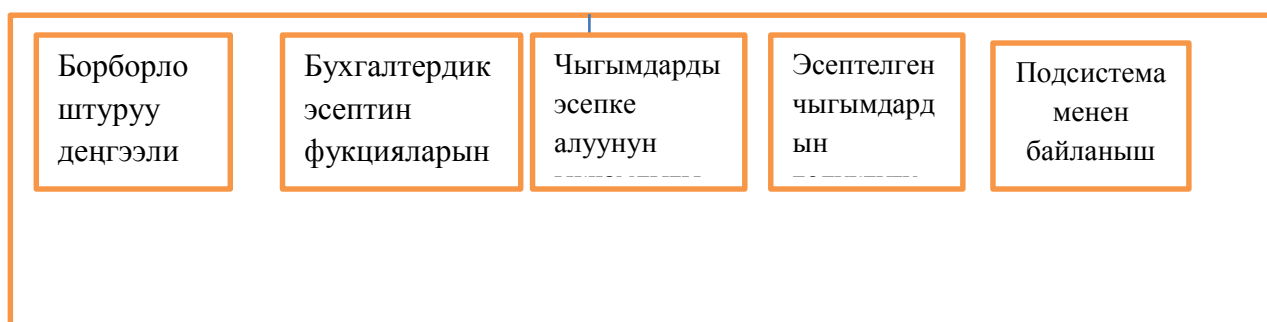 Борборло
штуруу
деңгээли
Бухгалтердик
эсептин
фукцияларын
Чыгымдарды
эсепке
алуунун
Эсептелген
чыгымдард
ын
Подсистема
менен
байланыш